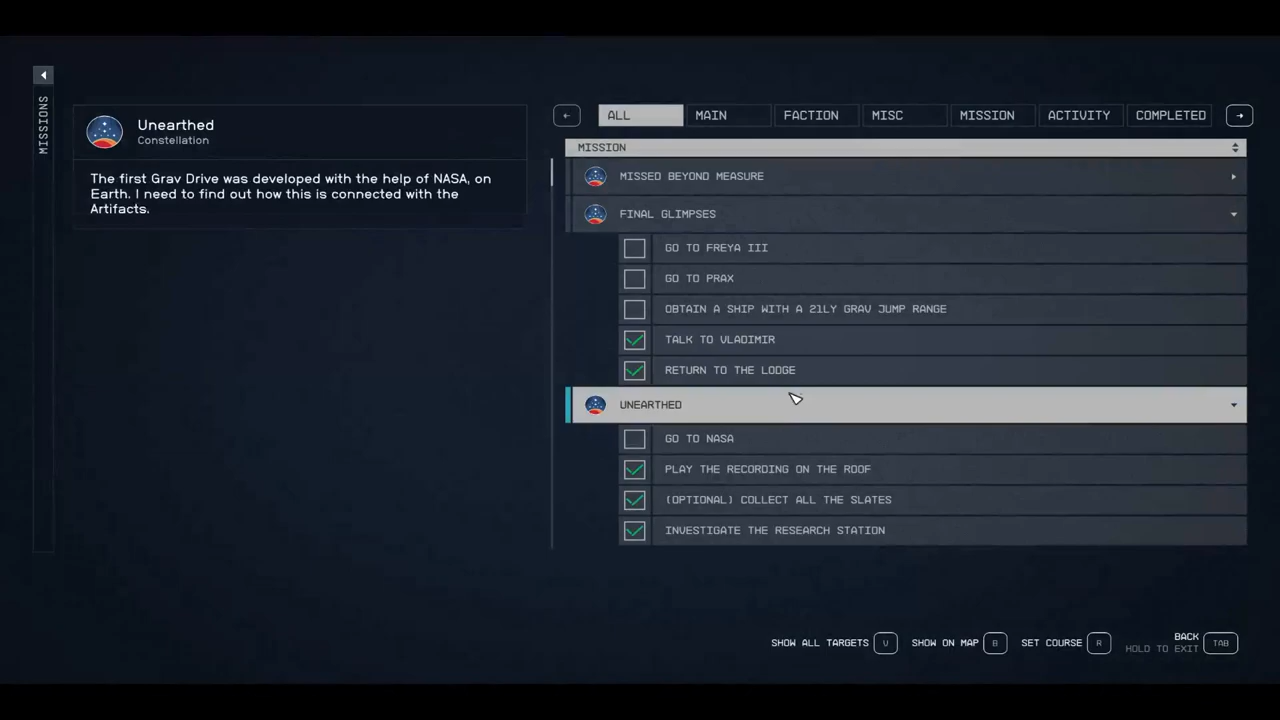 MISSIONS
Unearthed
Constellation
The first Grav Drive was developed with the help of NASA, on
Earth. I need to find out how this is connected with the
Artifacts.
ALL MAIN FACTION MISC MISSION ACTIVITY COMPLETED
MISSION
MISSED BEYOND MEASURE
FINAL GLIMPSES
GO TO FREYA III
GO TO PRAX
OBTAIN A SHIP WITH A 21LY GRAV JUMP RANGE
TALK TO VLADIMIR
RETURN TO THE LODGE
UNEARTHED
GO TO NASA
PLAY THE RECORDING ON THE ROOF
(OPTIONAL) COLLECT ALL THE SLATES
INVESTIGATE THE RESEARCH STATION
SHOW ALL TARGETS V SHOW ON MAP B SET COURSE R BACK TAB
HOLD TO EXIT